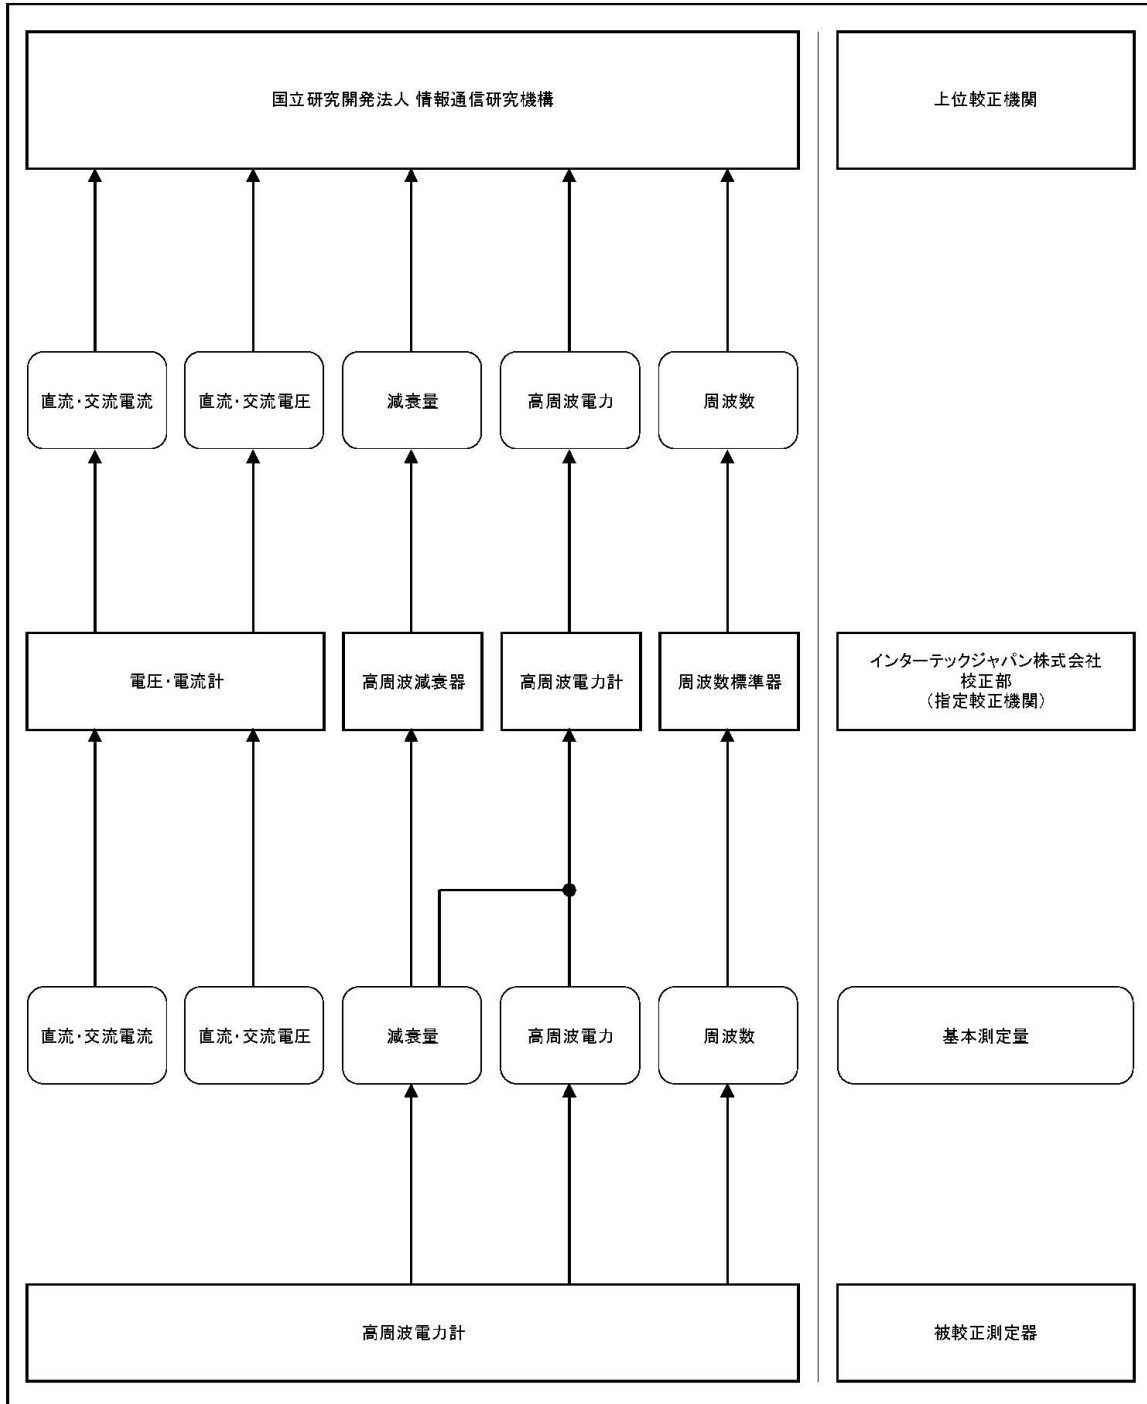 国立研究開発法人 情報通信研究機構
上位較正機関
直流・交流電流
直流・交流電圧
減衰量
高周波電力
周波数
電圧・電流計
高周波減衰器
高周波電力計
周波数標準器
インターテックジャパン株式会社
校正部
（指定較正機関）
直流・交流電流
直流・交流電圧
減衰量
高周波電力
周波数
基本測定量
高周波電力計
被較正測定器